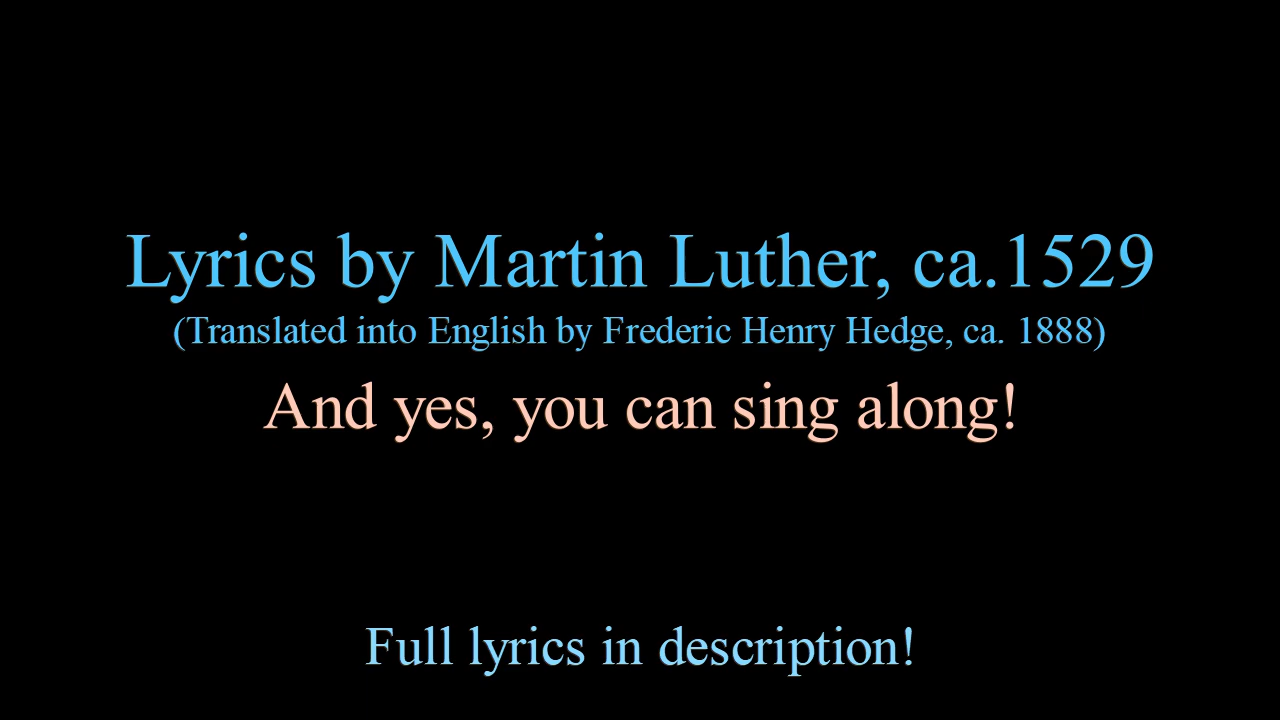 Lyrics by Martin Luther, ca.1529
(Translated into English by Frederic Henry Hedge, ca. 1888)
And yes, you can sing along!
Full lyrics in description!